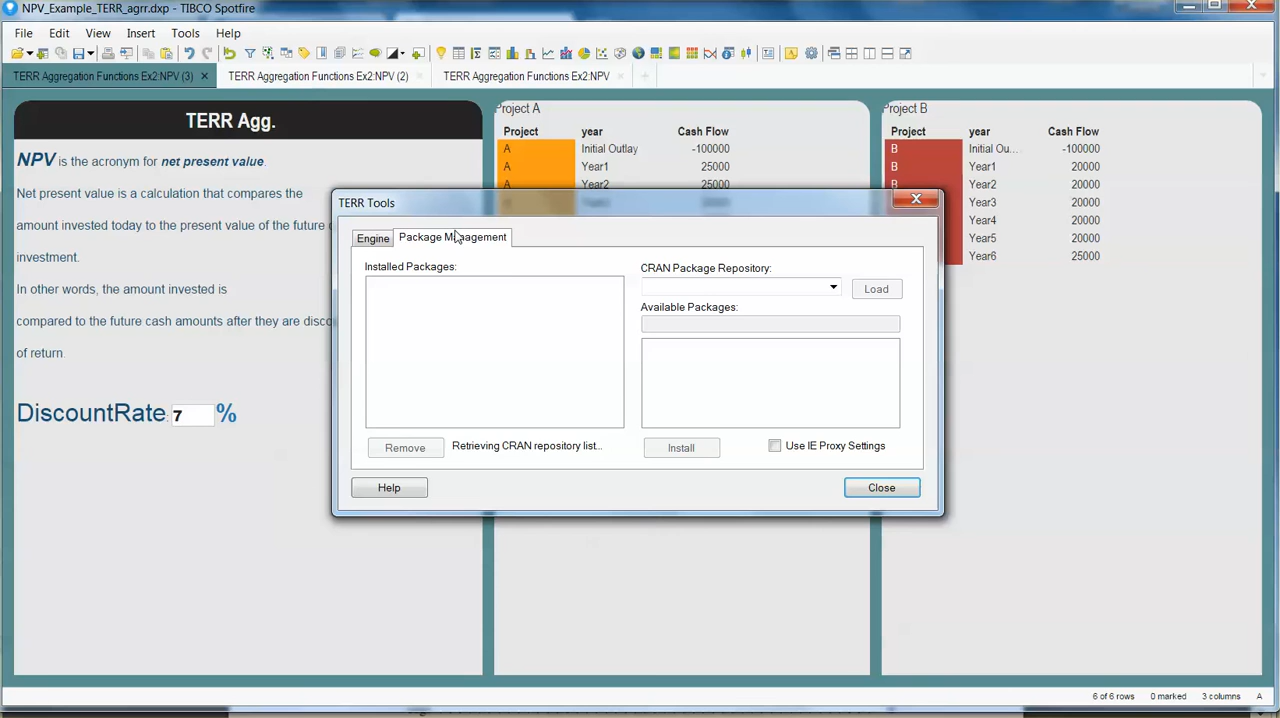 NPV_Example_TERR_agrr.dxp - TIBCO Spotfire
File Edit View Insert Tools Help
TERR Aggregation Functions Ex2:NPV (3) × TERR Aggregation Functions Ex2:NPV (2) × TERR Aggregation Functions Ex2:NPV ×
TERR Agg.
NPV is the acronym for net present value.
Net present value is a calculation that compares the
amount invested today to the present value of the future c
investment.
In other words, the amount invested is
compared to the future cash amounts after they are disco
of return.
DiscountRate: 7 %
Project A
Project year Cash Flow
A Initial Outlay -100000
A Year1 25000
A Year2 25000
Project B
Project year Cash Flow
B Initial Ou... -100000
B Year1 20000
B Year2 20000
Year3 20000
Year4 20000
Year5 20000
Year6 25000
TERR Tools
Engine Package Management
Installed Packages:
CRAN Package Repository:
Load
Available Packages:
Remove Retrieving CRAN repository list... Install Use IE Proxy Settings
Help Close
6 of 6 rows 0 marked 3 columns A